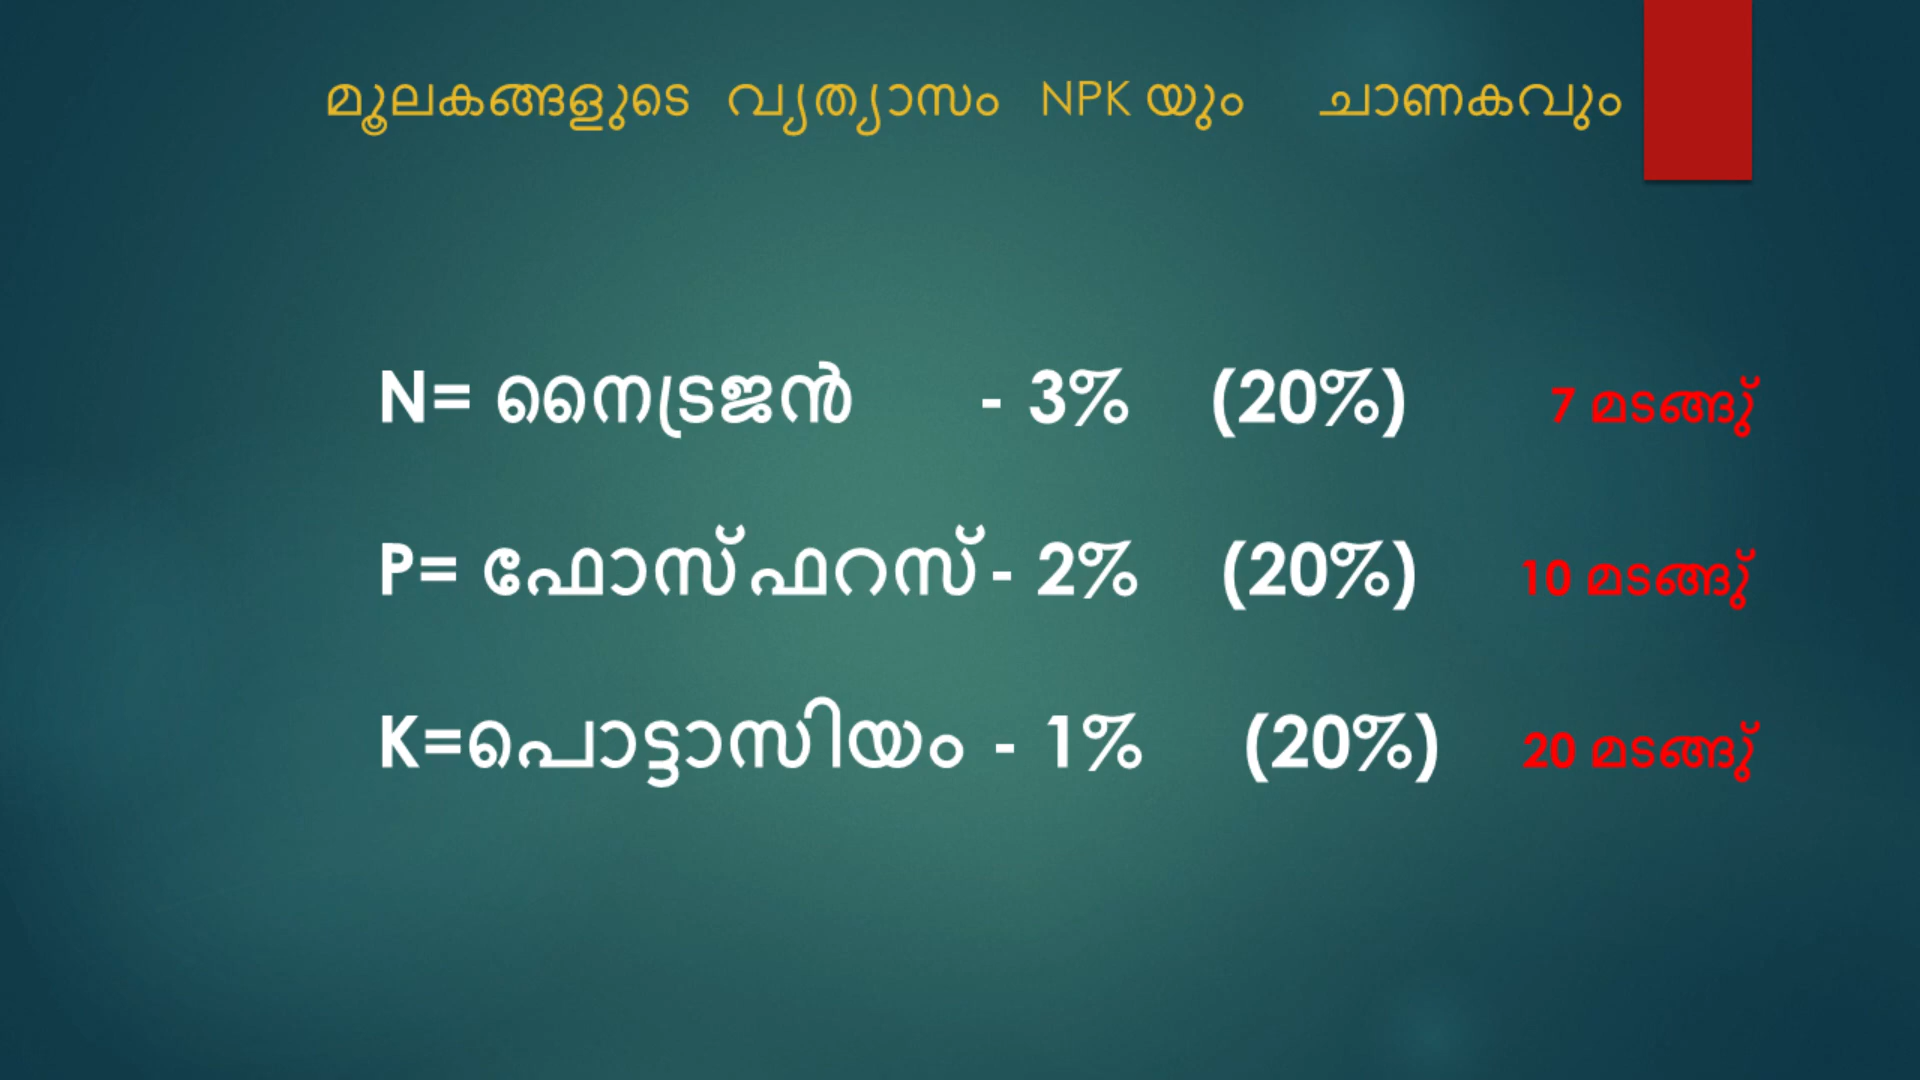 മൂലകങ്ങളുടെ വ്യത്യാസം NPK യും ചാണകവും
N= നൈട്രജൻ - 3% (20%) 7 മടങ്ങു്
P= ഫോസ്ഫറസ് - 2% (20%) 10 മടങ്ങു്
K=പൊട്ടാസിയം - 1% (20%) 20 മടങ്ങു്